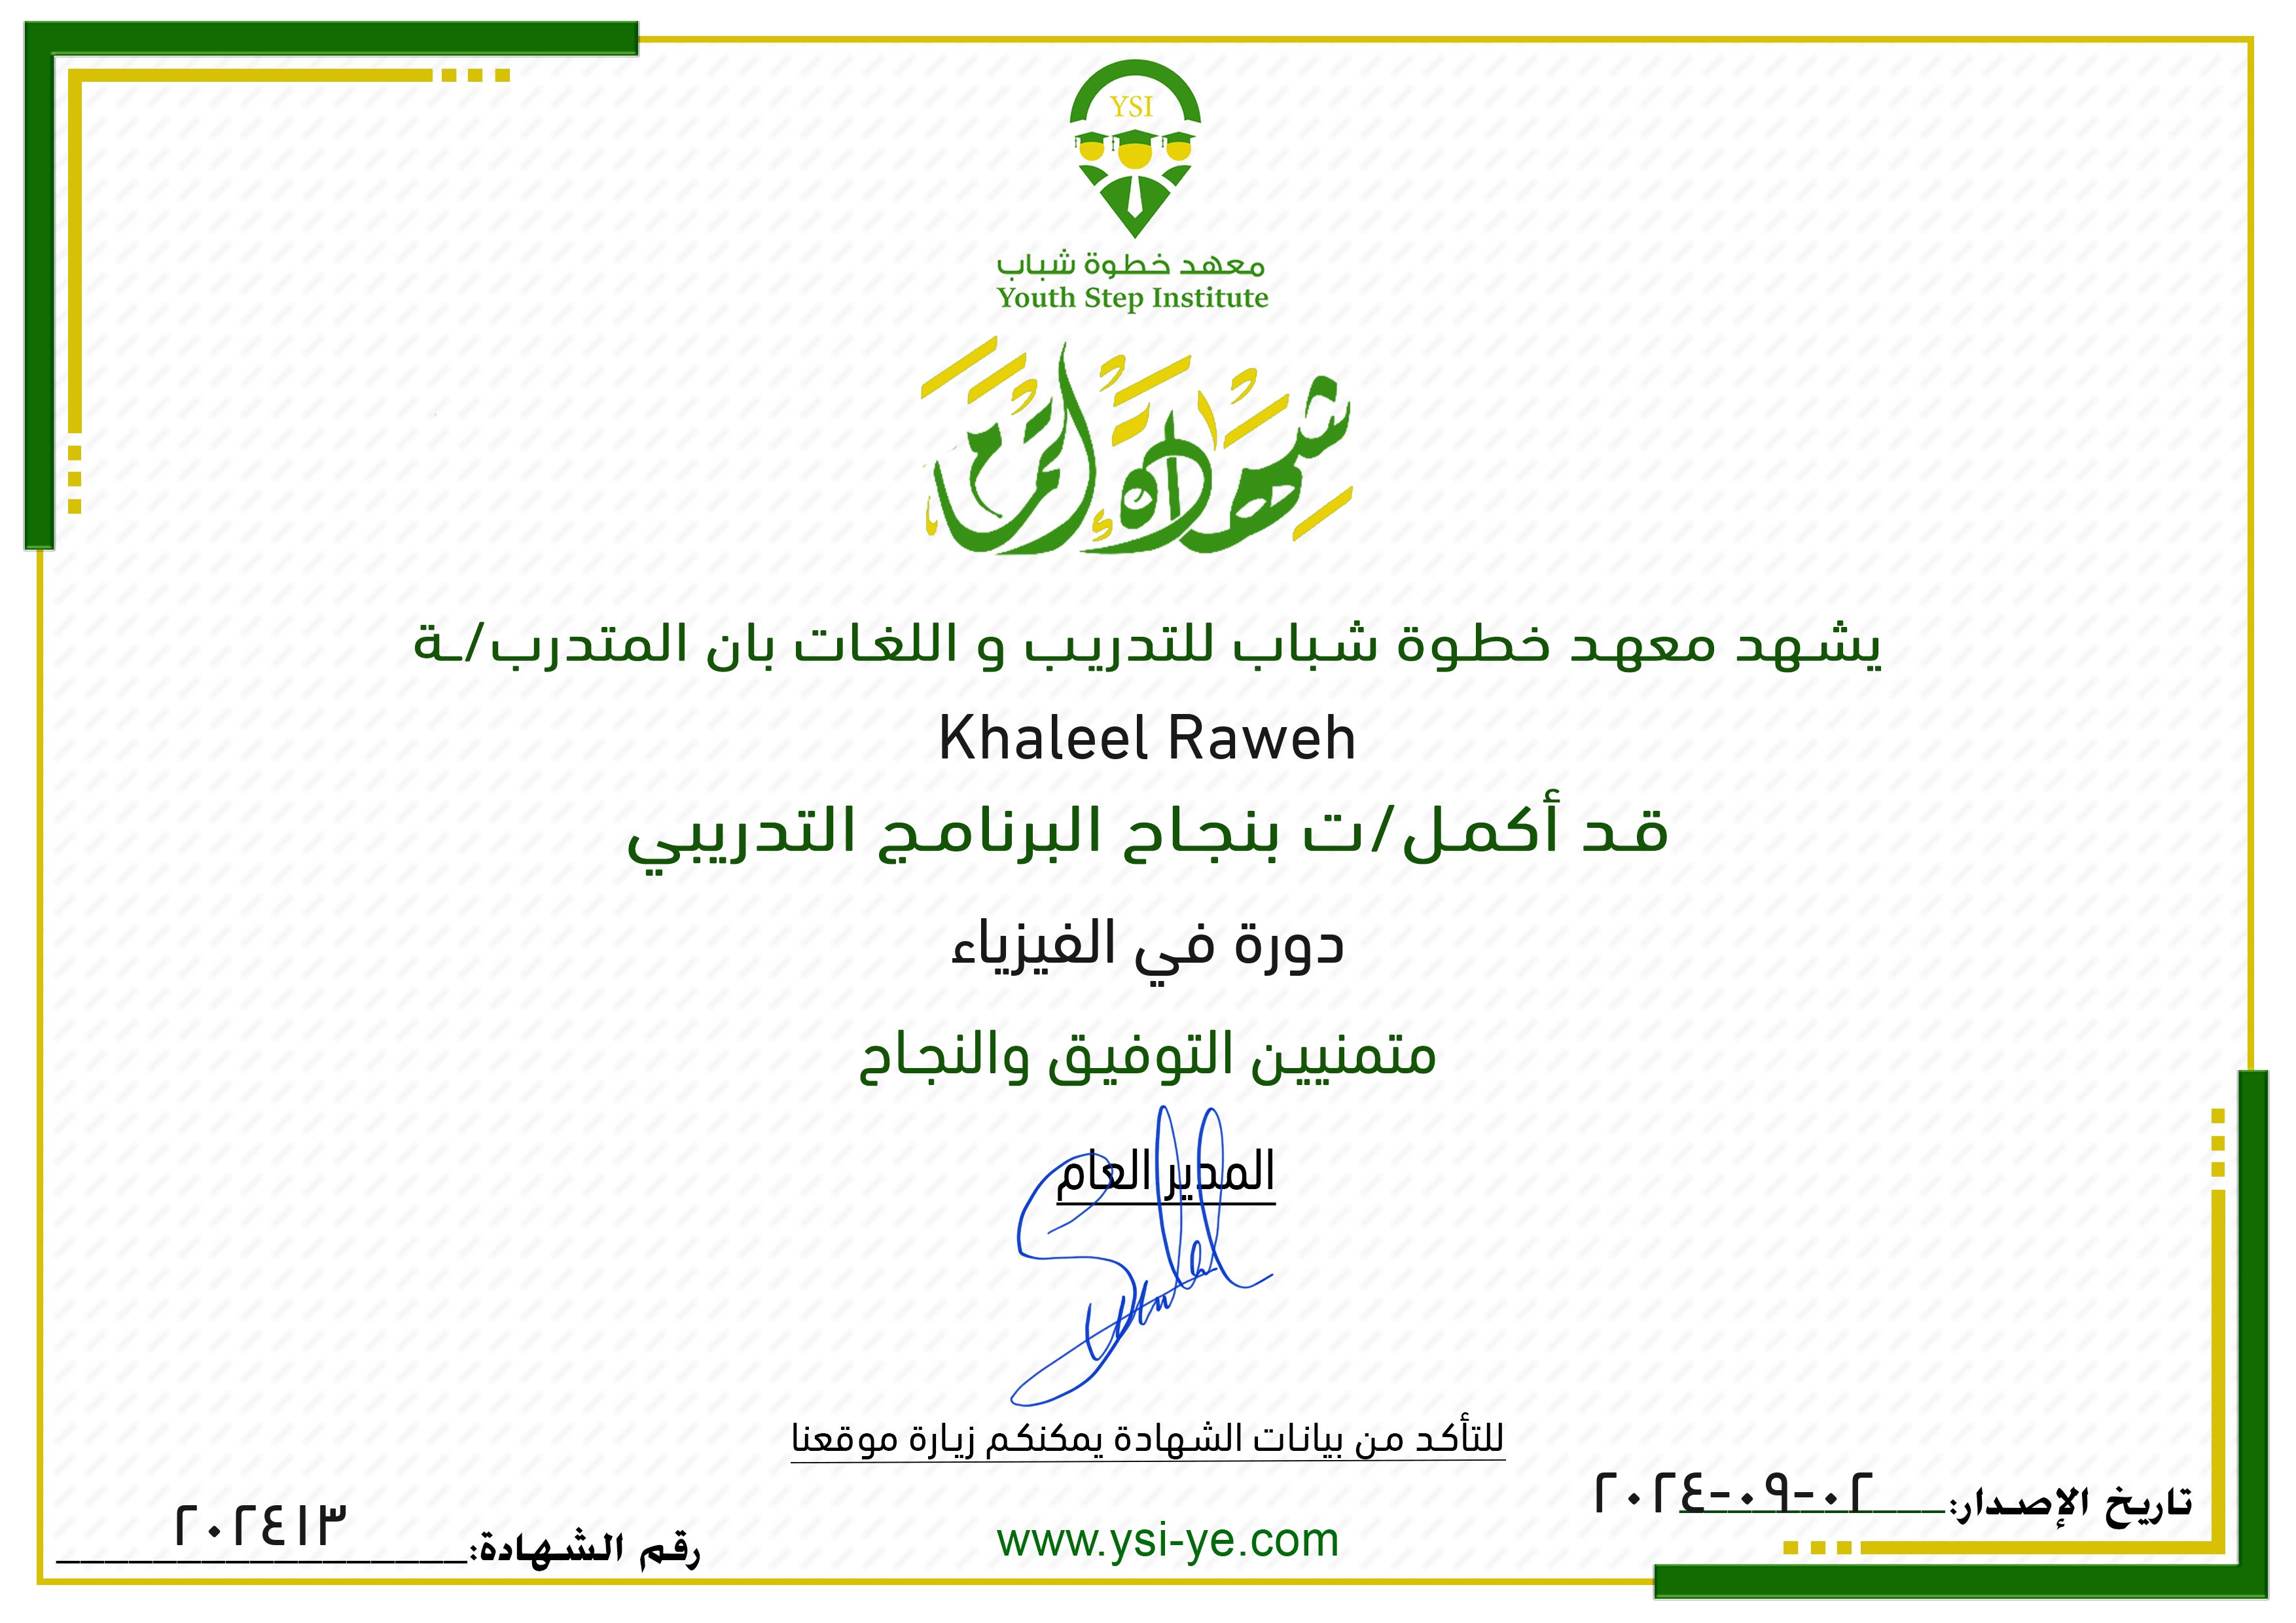 YSI
معهد خطوة شباب
Youth Step Institute
شهادة إتمام
يشهد معهد خطوة شباب للتدريب و اللغات بان المتدرب/ـة
Khaleel Raweh
قد أكمل/ت بنجاح البرنامج التدريبي
دورة في الفيزياء
متمنيين التوفيق والنجاح
المدير العام
للتأكد من بيانات الشهادة يمكنكم زيارة موقعنا
تاريخ الإصدار: ٢٠٢٤-٠٩-٠٢
رقم الشهادة: ٢٠٢٤١٣
www.ysi-ye.com